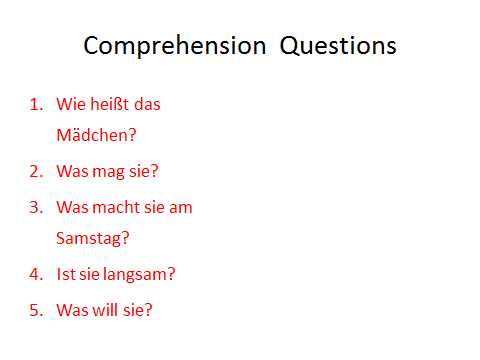 Comprehension Questions
1. Wie heißt das
Mädchen?
2. Was mag sie?
3. Was macht sie am
Samstag?
4. Ist sie langsam?
5. Was will sie?